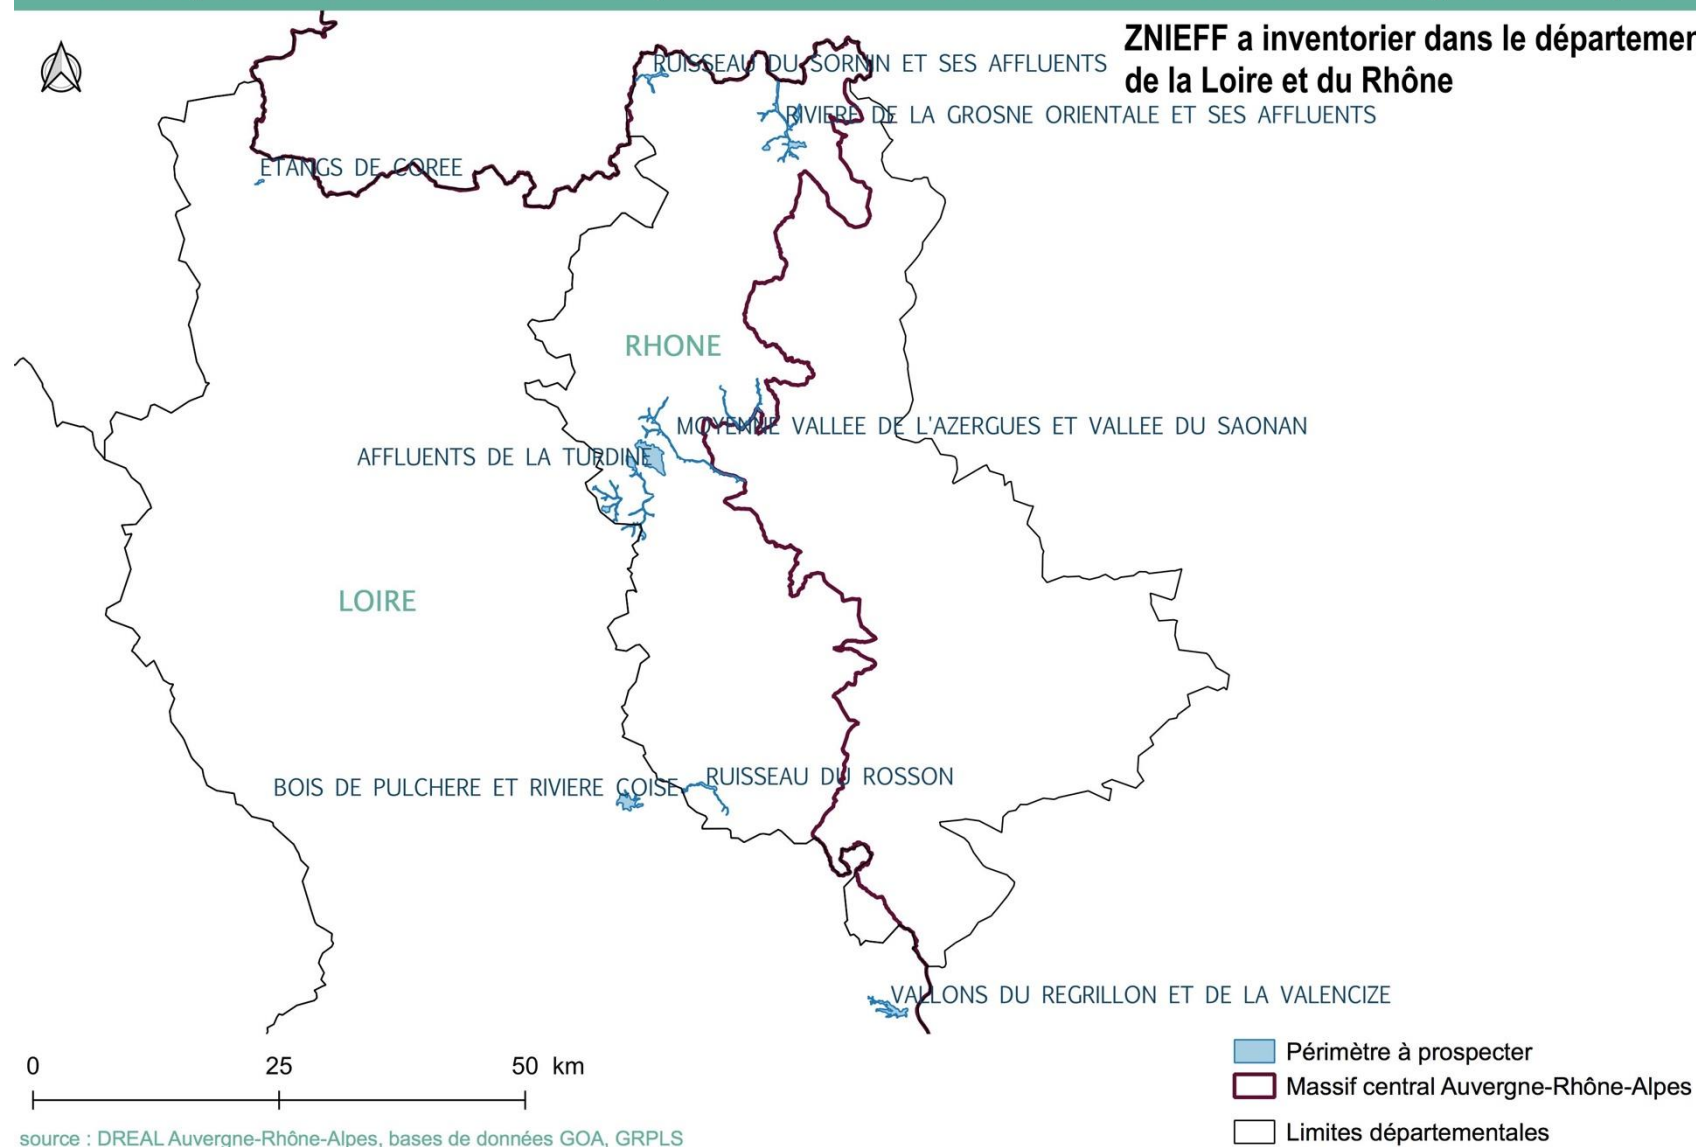 ZNIEFF a inventorier dans le départemen
de la Loire et du Rhône
RUISSEAU DU SORNIN ET SES AFFLUENTS
RIVIERE DE LA GROSNE ORIENTALE ET SES AFFLUENTS
ETANGS DE COREE
RHONE
MOYENNE VALLEE DE L'AZERGUES ET VALLEE DU SAONAN
AFFLUENTS DE LA TURDINE
LOIRE
RUISSEAU DU ROSSON
BOIS DE PULCHERE ET RIVIERE COISE
VALLONS DU REGRILLON ET DE LA VALENCIZE
0 25 50 km
Périmètre à prospecter
Massif central Auvergne-Rhône-Alpes
Limites départementales
source : DREAL Auvergne-Rhône-Alpes, bases de données GOA, GRPLS